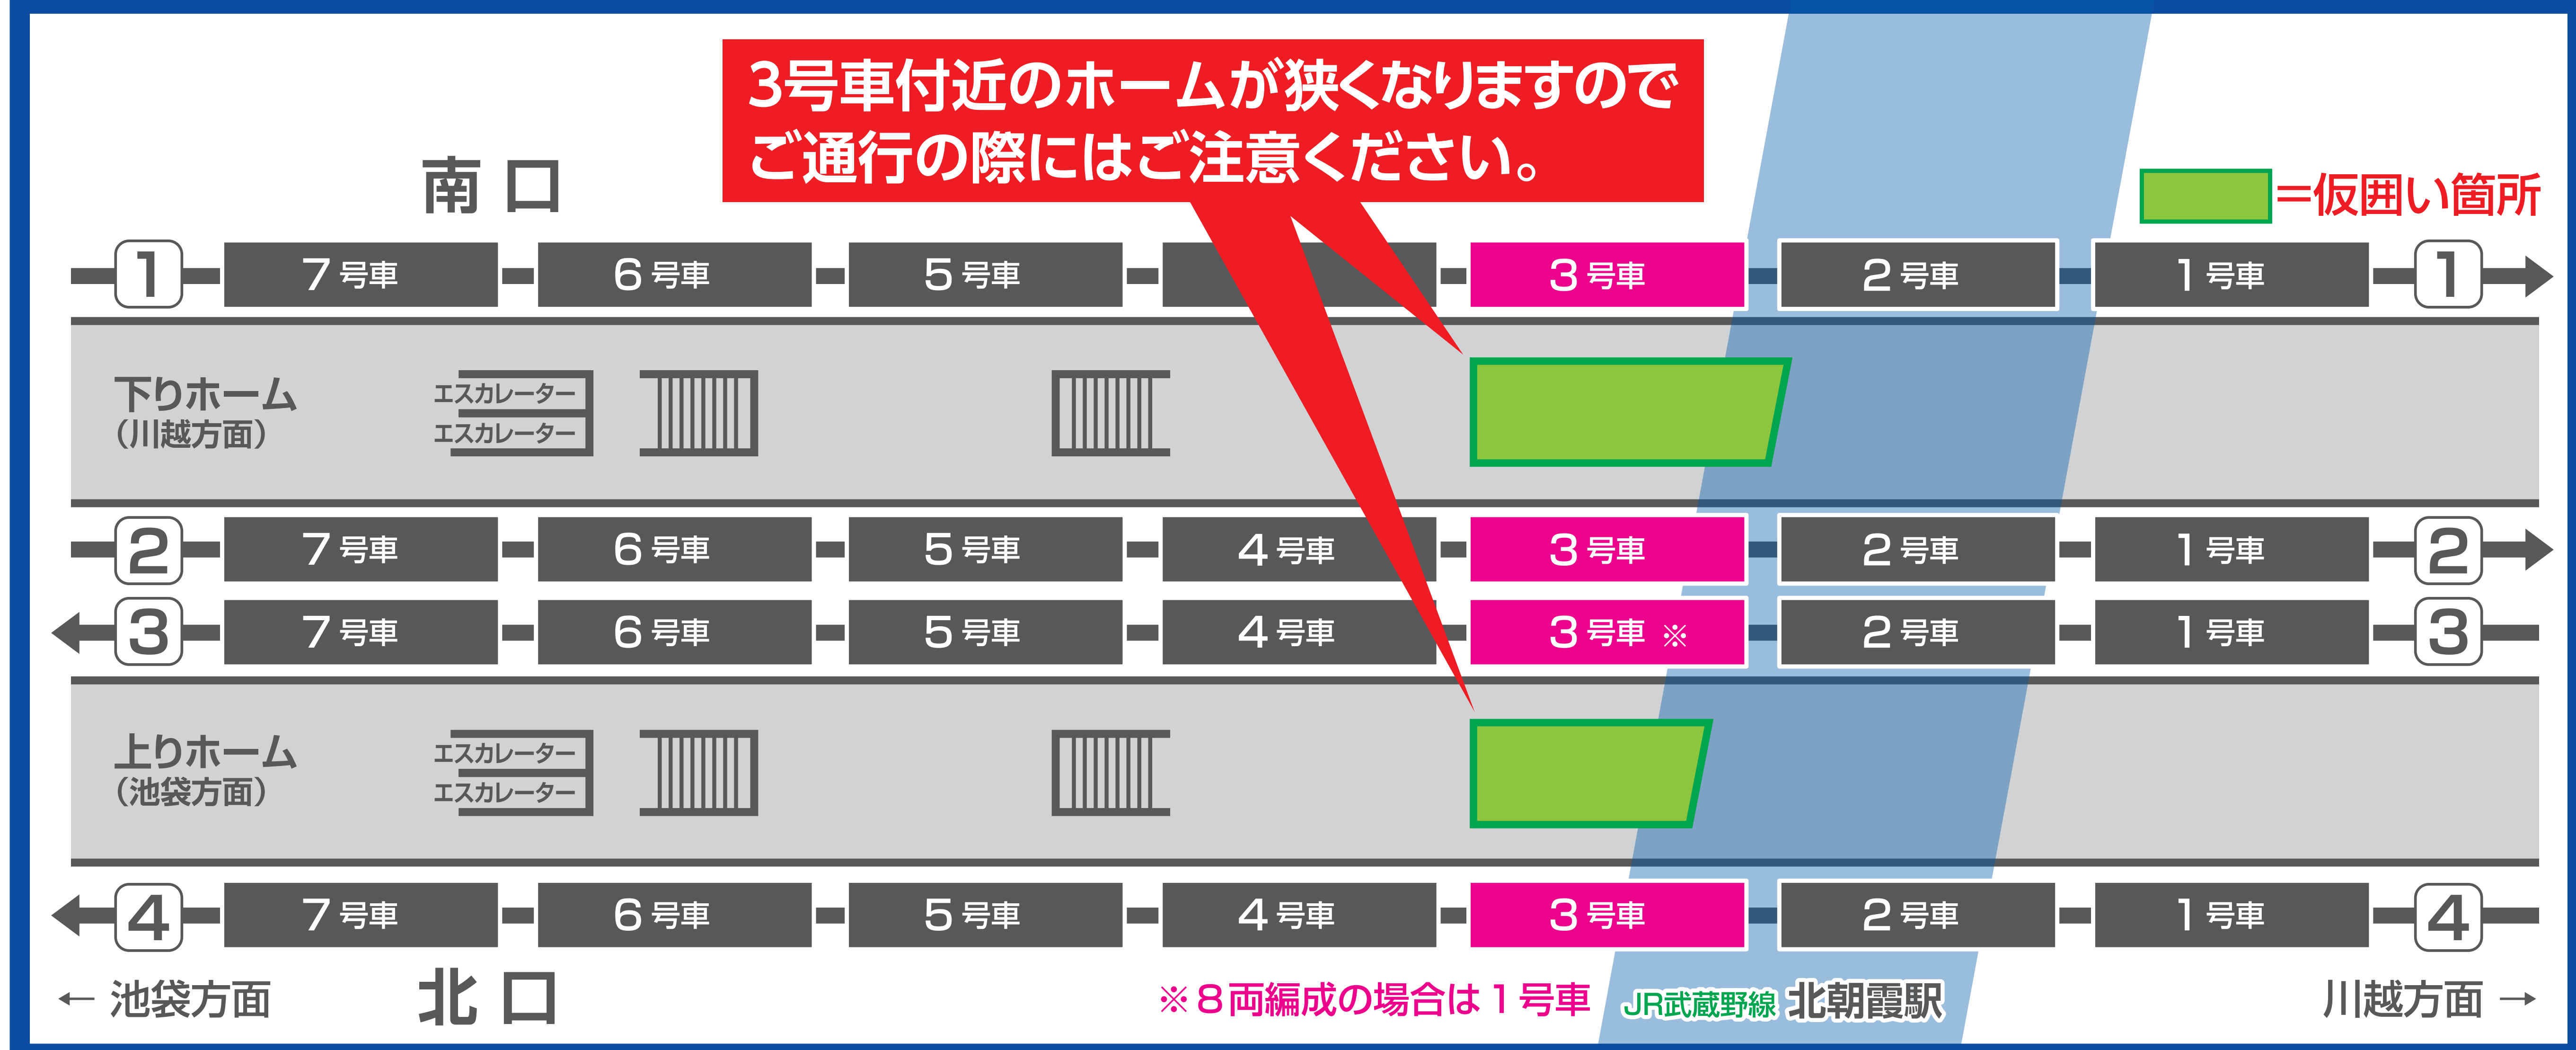 3号車付近のホームが狭くなりますので
ご通行の際にはご注意ください。
南口
=仮囲い箇所
1 7号車 6号車 5号車 3号車 2号車 1号車 1
下りホーム
(川越方面)
エスカレーター
エスカレーター
2 7号車 6号車 5号車 4号車 3号車 2号車 1号車 2
3 7号車 6号車 5号車 4号車 3号車 ※ 2号車 1号車 3
上りホーム
(池袋方面)
エスカレーター
エスカレーター
4 7号車 6号車 5号車 4号車 3号車 2号車 1号車 4
← 池袋方面
北口
※8両編成の場合は1号車
JR武蔵野線 北朝霞駅
川越方面 →